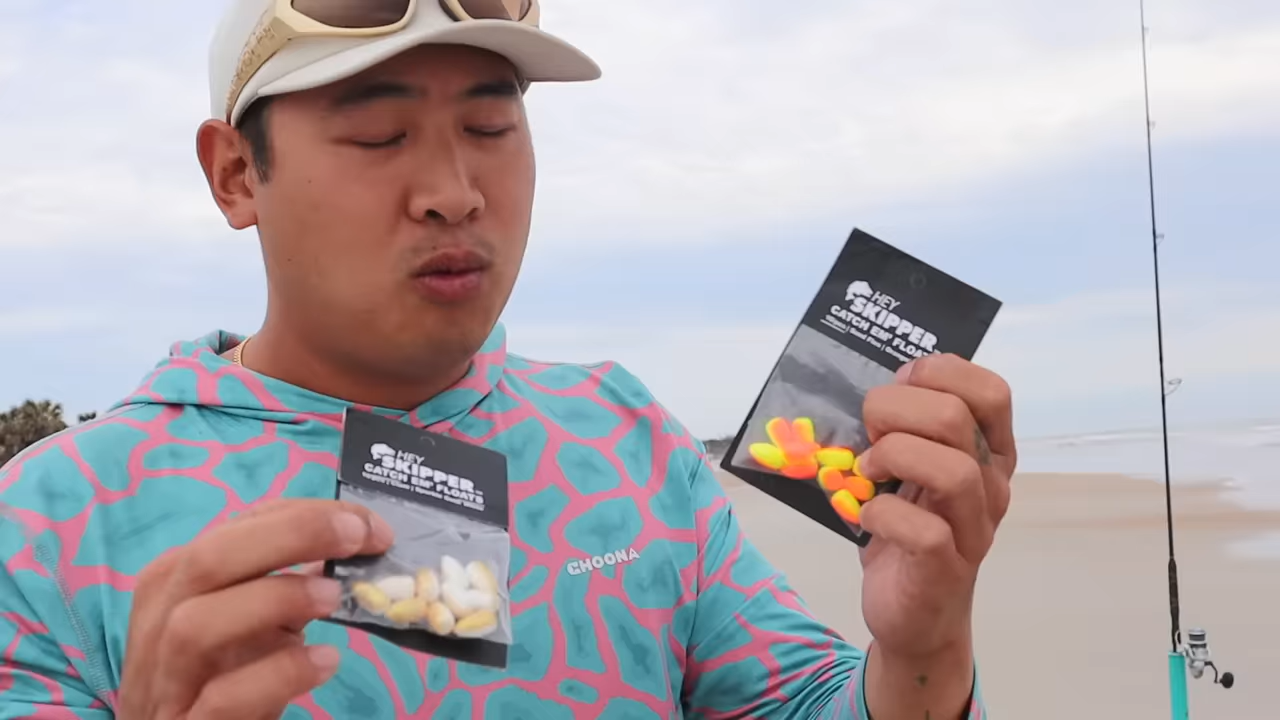 HEY
SKIPPER
CATCH EM' FLOATS
HEY
SKIPPER
CATCH EM' FLOATS
CHOONA